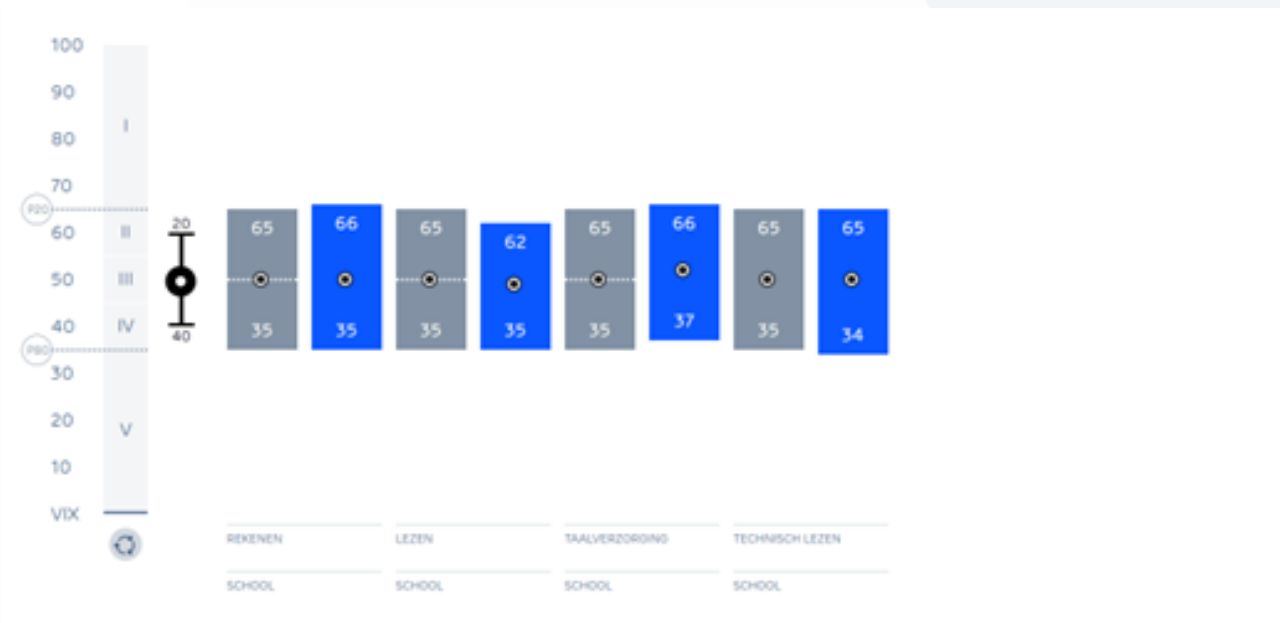 100
90
80
70
60
50
40
30
20
10
VIX
P20
P80
I
II
III
IV
V
20
40
65 66 65 62 65 66 65 65
35 35 35 35 35 37 35 34
REKENEN LEZEN TAALVERZORGING TECHNISCH LEZEN
SCHOOL SCHOOL SCHOOL SCHOOL